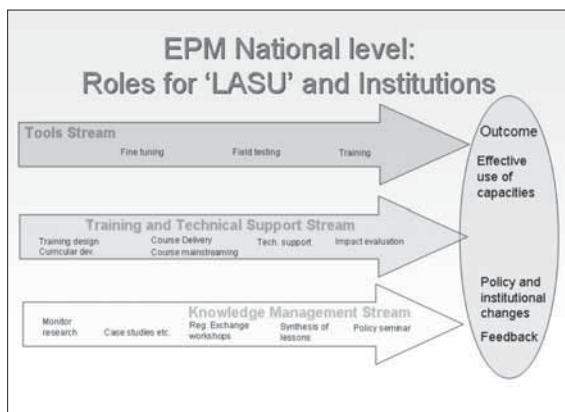 EPM National level:
Roles for 'LASU' and Institutions
Tools Stream
Fine tuning
Field testing
Training
Training and Technical Support Stream
Training design
Curricular dev.
Course Delivery
Course mainstreaming
Tech. support
Impact evaluation
Knowledge Management Stream
Monitor
research
Case studies etc.
Reg. Exchange
workshops
Synthesis of
lessons
Policy seminar
Outcome
Effective
use of
capacities
Policy and
institutional
changes
Feedback